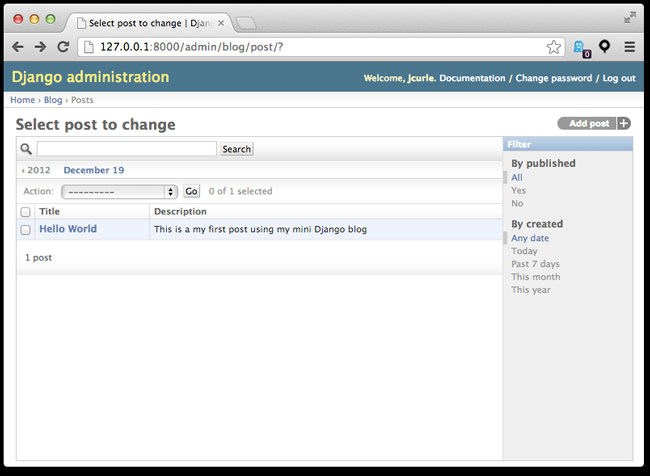 Select post to change | Djan
127.0.0.1:8000/admin/blog/post/?
0
Django administration
Welcome, jcurle. Documentation / Change password / Log out
Home › Blog › Posts
Select post to change
Add post +
Search
‹ 2012 December 19
Action: --------- Go 0 of 1 selected
Title Description
Hello World This is a my first post using my mini Django blog
1 post
Filter
By published
All
Yes
No
By created
Any date
Today
Past 7 days
This month
This year